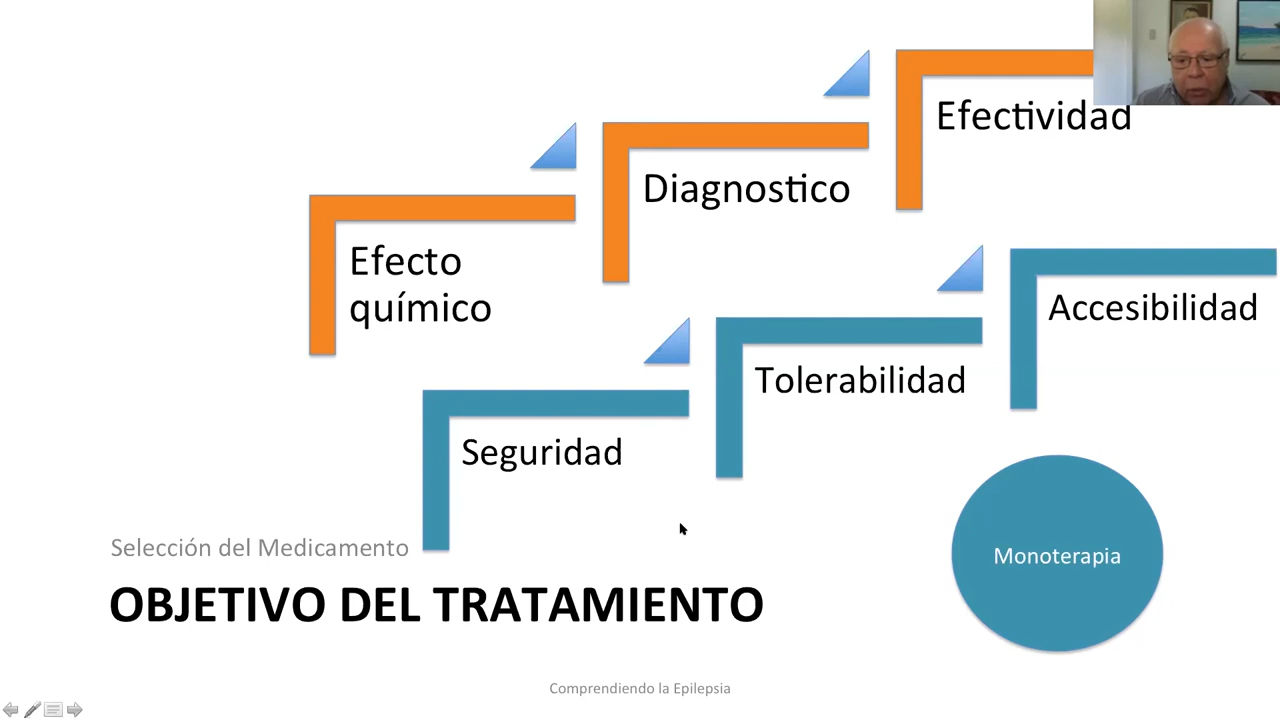 Efectividad
Diagnostico
Efecto
químico
Accesibilidad
Tolerabilidad
Seguridad
Monoterapia
Selección del Medicamento
OBJETIVO DEL TRATAMIENTO
Comprendiendo la Epilepsia